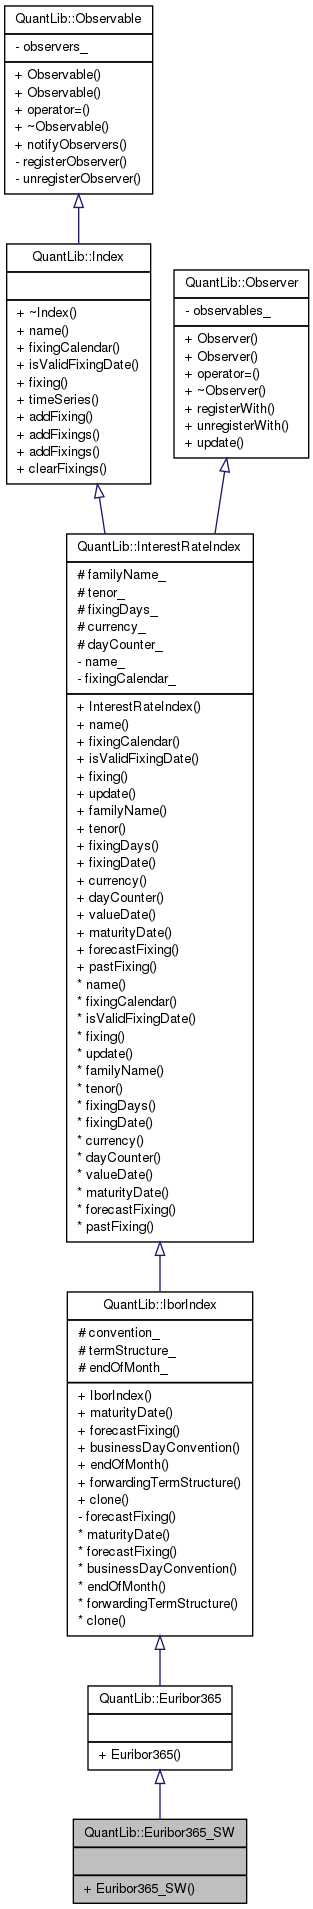 QuantLib::Observable
- observers_
+ Observable()
+ Observable()
+ operator=()
+ ~Observable()
+ notifyObservers()
- registerObserver()
- unregisterObserver()
QuantLib::Index
+ ~Index()
+ name()
+ fixingCalendar()
+ isValidFixingDate()
+ fixing()
+ timeSeries()
+ addFixing()
+ addFixings()
+ addFixings()
+ clearFixings()
QuantLib::Observer
- observables_
+ Observer()
+ Observer()
+ operator=()
+ ~Observer()
+ registerWith()
+ unregisterWith()
+ update()
QuantLib::InterestRateIndex
# familyName_
# tenor_
# fixingDays_
# currency_
# dayCounter_
- name_
- fixingCalendar_
+ InterestRateIndex()
+ name()
+ fixingCalendar()
+ isValidFixingDate()
+ fixing()
+ update()
+ familyName()
+ tenor()
+ fixingDays()
+ fixingDate()
+ currency()
+ dayCounter()
+ valueDate()
+ maturityDate()
+ forecastFixing()
+ pastFixing()
* name()
* fixingCalendar()
* isValidFixingDate()
* fixing()
* update()
* familyName()
* tenor()
* fixingDays()
* fixingDate()
* currency()
* dayCounter()
* valueDate()
* maturityDate()
* forecastFixing()
* pastFixing()
QuantLib::IborIndex
# convention_
# termStructure_
# endOfMonth_
+ IborIndex()
+ maturityDate()
+ forecastFixing()
+ businessDayConvention()
+ endOfMonth()
+ forwardingTermStructure()
+ clone()
- forecastFixing()
* maturityDate()
* forecastFixing()
* businessDayConvention()
* endOfMonth()
* forwardingTermStructure()
* clone()
QuantLib::Euribor365
+ Euribor365()
QuantLib::Euribor365_SW
+ Euribor365_SW()